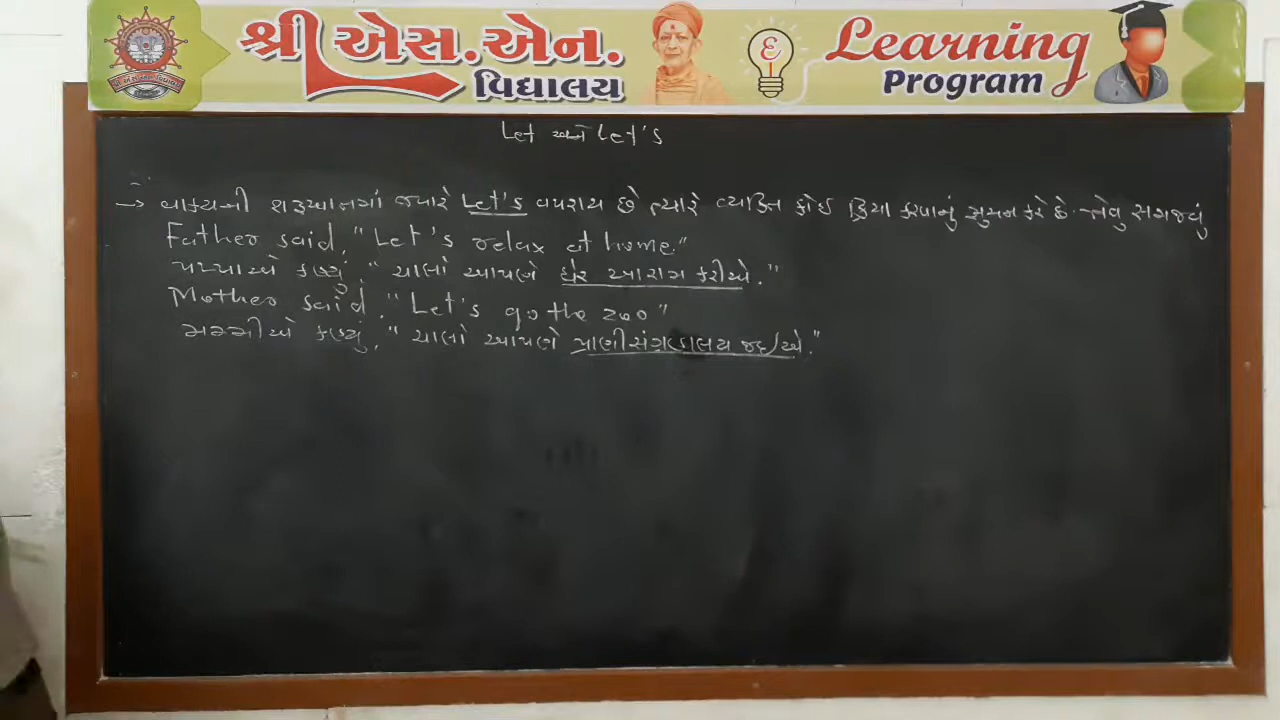 શ્રી એસ.એન.
વિદ્યાલય
Learning
Program
Let અને Let's
→ વાક્યની શરૂઆતમાં જ્યારે Let's વપરાય છે ત્યારે વ્યક્તિ કોઈ ક્રિયા કરવાનું સુચન કરે છે. તેવુ સમજવું
Father said, "Let's relax at home."
પપ્પાએ કહ્યું, "ચાલો આપણે ઘેર આરામ કરીએ."
Mother said, "Let's go the zoo"
મમ્મીએ કહ્યું, "ચાલો આપણે પ્રાણીસંગ્રહાલય જઈએ."